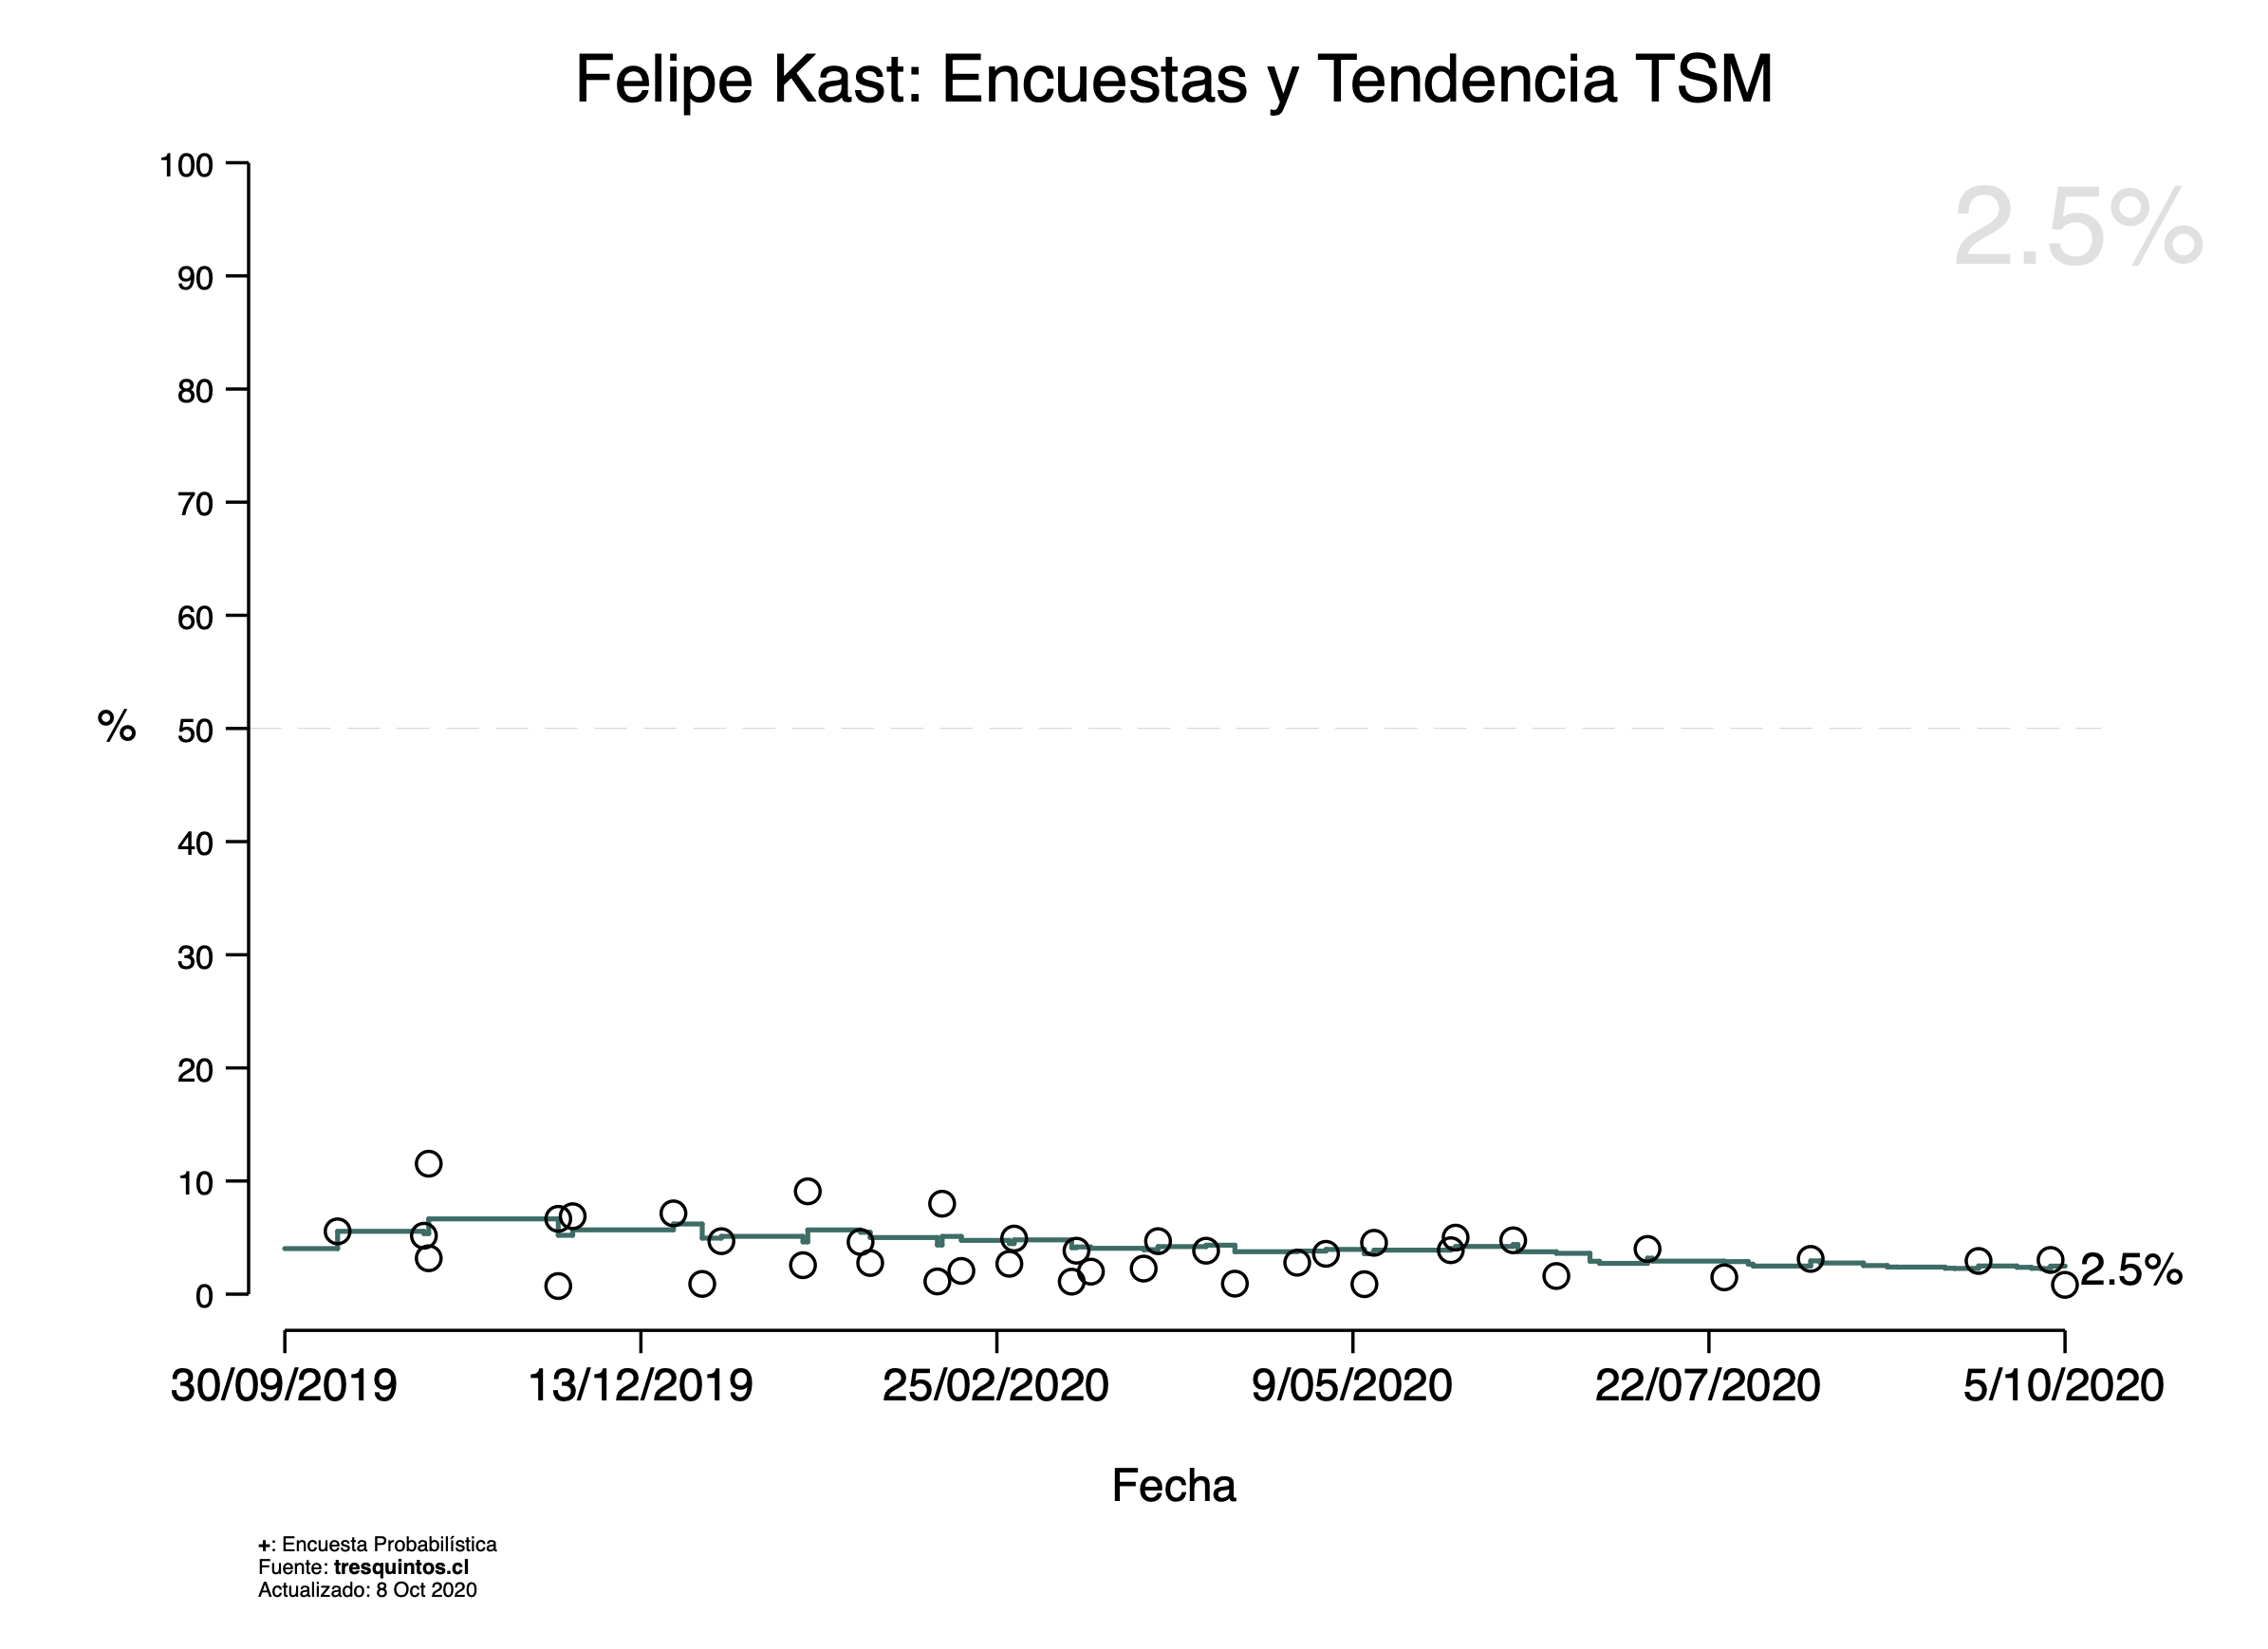 Felipe Kast: Encuestas y Tendencia TSM
2.5%
100
90
80
70
60
% 50
40
30
20
10
0
2.5%
30/09/2019 13/12/2019 25/02/2020 9/05/2020 22/07/2020 5/10/2020
Fecha
+: Encuesta Probabilística
Fuente: tresquintos.cl
Actualizado: 8 Oct 2020